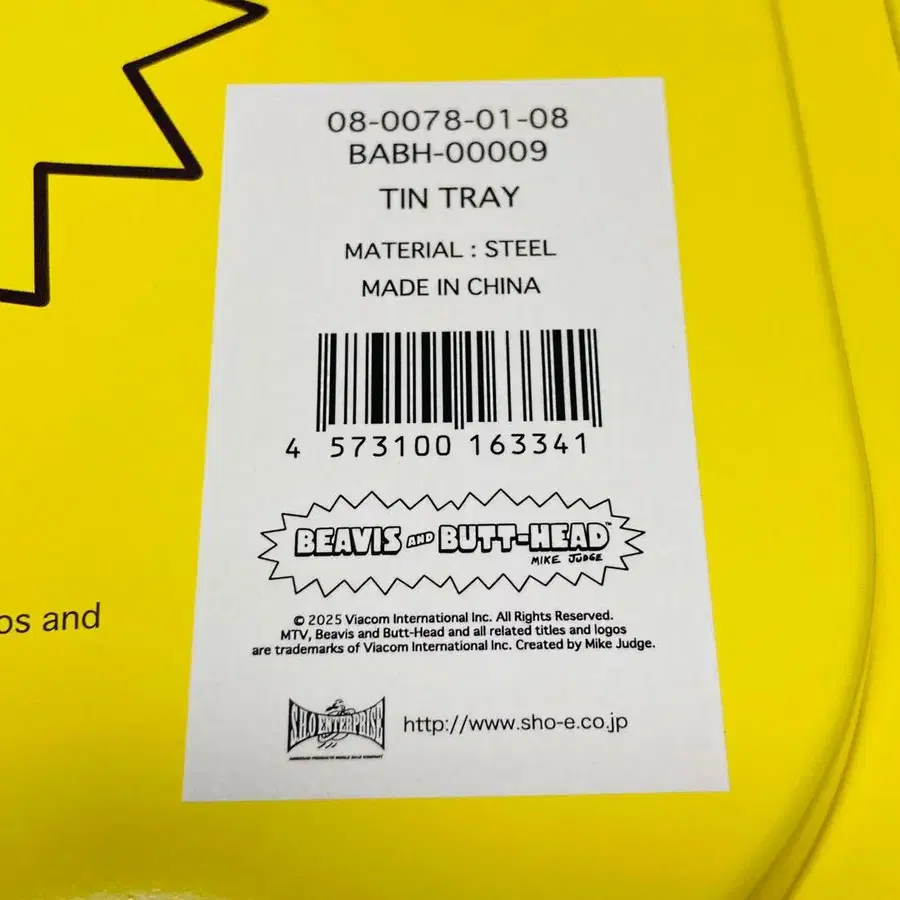 08-0078-01-08
BABH-00009
TIN TRAY
MATERIAL : STEEL
MADE IN CHINA
4 573100 163341
BEAVIS AND BUTT-HEAD™
MIKE JUDGE
© 2025 Viacom International Inc. All Rights Reserved.
MTV, Beavis and Butt-Head and all related titles and logos
are trademarks of Viacom International Inc. Created by Mike Judge.
os and
SHO ENTERPRISE
http://www.sho-e.co.jp